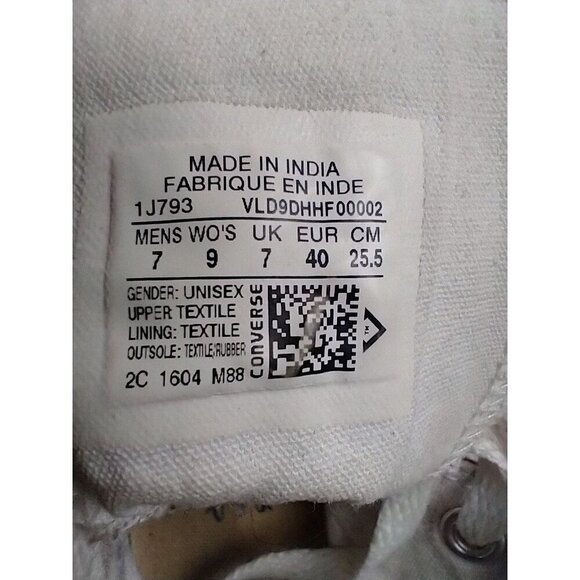 MADE IN INDIA
FABRIQUE EN INDE
1J793 VLD9DHHF00002
MENS WO'S UK EUR CM
7 9 7 40 25.5
GENDER: UNISEX
UPPER TEXTILE
LINING: TEXTILE
OUTSOLE: TEXTILE/RUBBER
2C 1604 M88
CONVERSE
TM